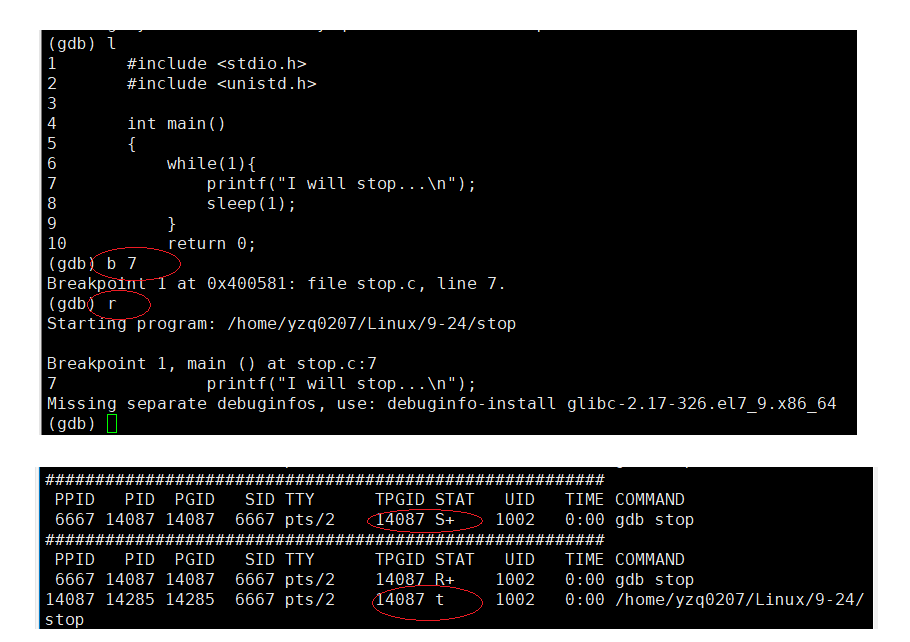 (gdb) l
1       #include <stdio.h>
2       #include <unistd.h>
3
4       int main()
5       {
6           while(1){
7               printf("I will stop...\n");
8               sleep(1);
9           }
10          return 0;
(gdb) b 7
Breakpoint 1 at 0x400581: file stop.c, line 7.
(gdb) r
Starting program: /home/yzq0207/Linux/9-24/stop
Breakpoint 1, main () at stop.c:7
7               printf("I will stop...\n");
Missing separate debuginfos, use: debuginfo-install glibc-2.17-326.el7_9.x86_64
(gdb)
########################################################
PPID   PID  PGID   SID TTY      TPGID STAT   UID   TIME COMMAND
6667 14087 14087  6667 pts/2    14087 S+    1002   0:00 gdb stop
########################################################
PPID   PID  PGID   SID TTY      TPGID STAT   UID   TIME COMMAND
6667 14087 14087  6667 pts/2    14087 R+    1002   0:00 gdb stop
14087 14285 14285  6667 pts/2    14087 t     1002   0:00 /home/yzq0207/Linux/9-24/
stop